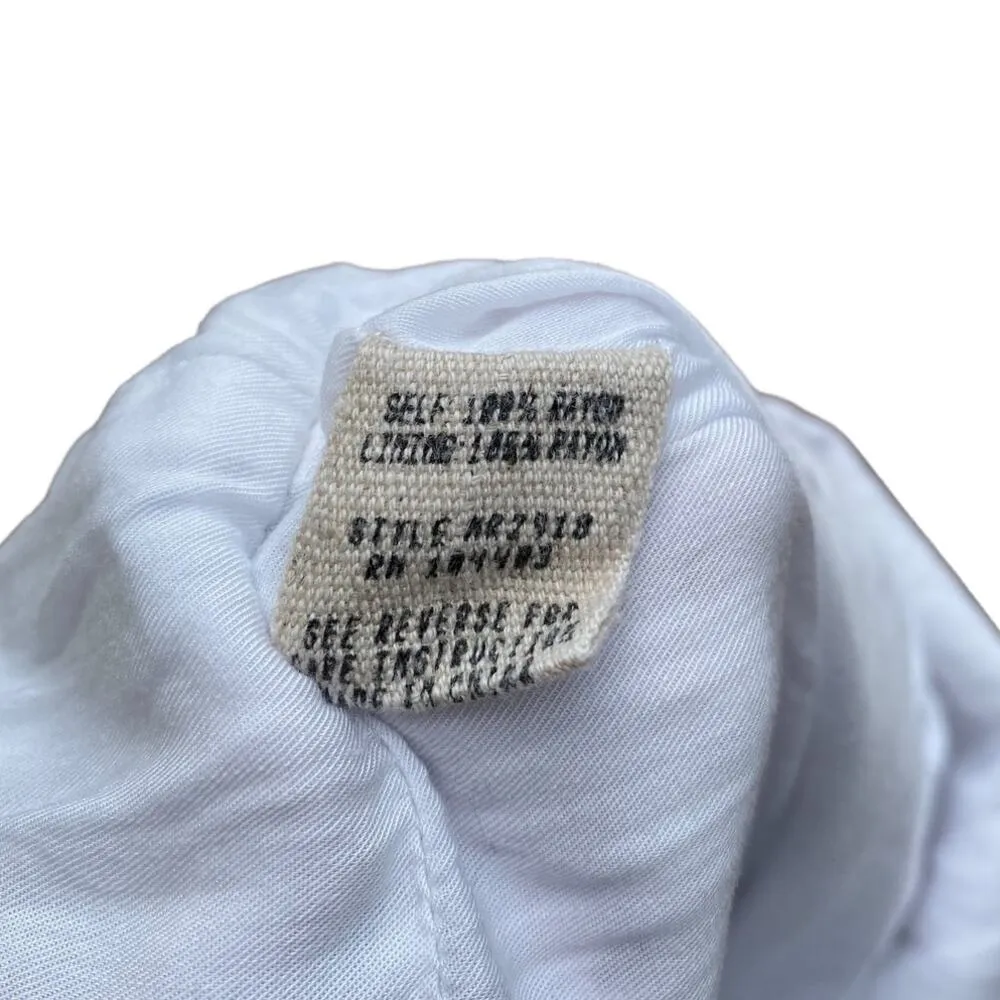 SELF: 100% RAYON
LINING: 100% RAYON
STYLE AR2918
RN 104403
SEE REVERSE FOR
CARE INSTRUCTIONS
MADE IN CHINA